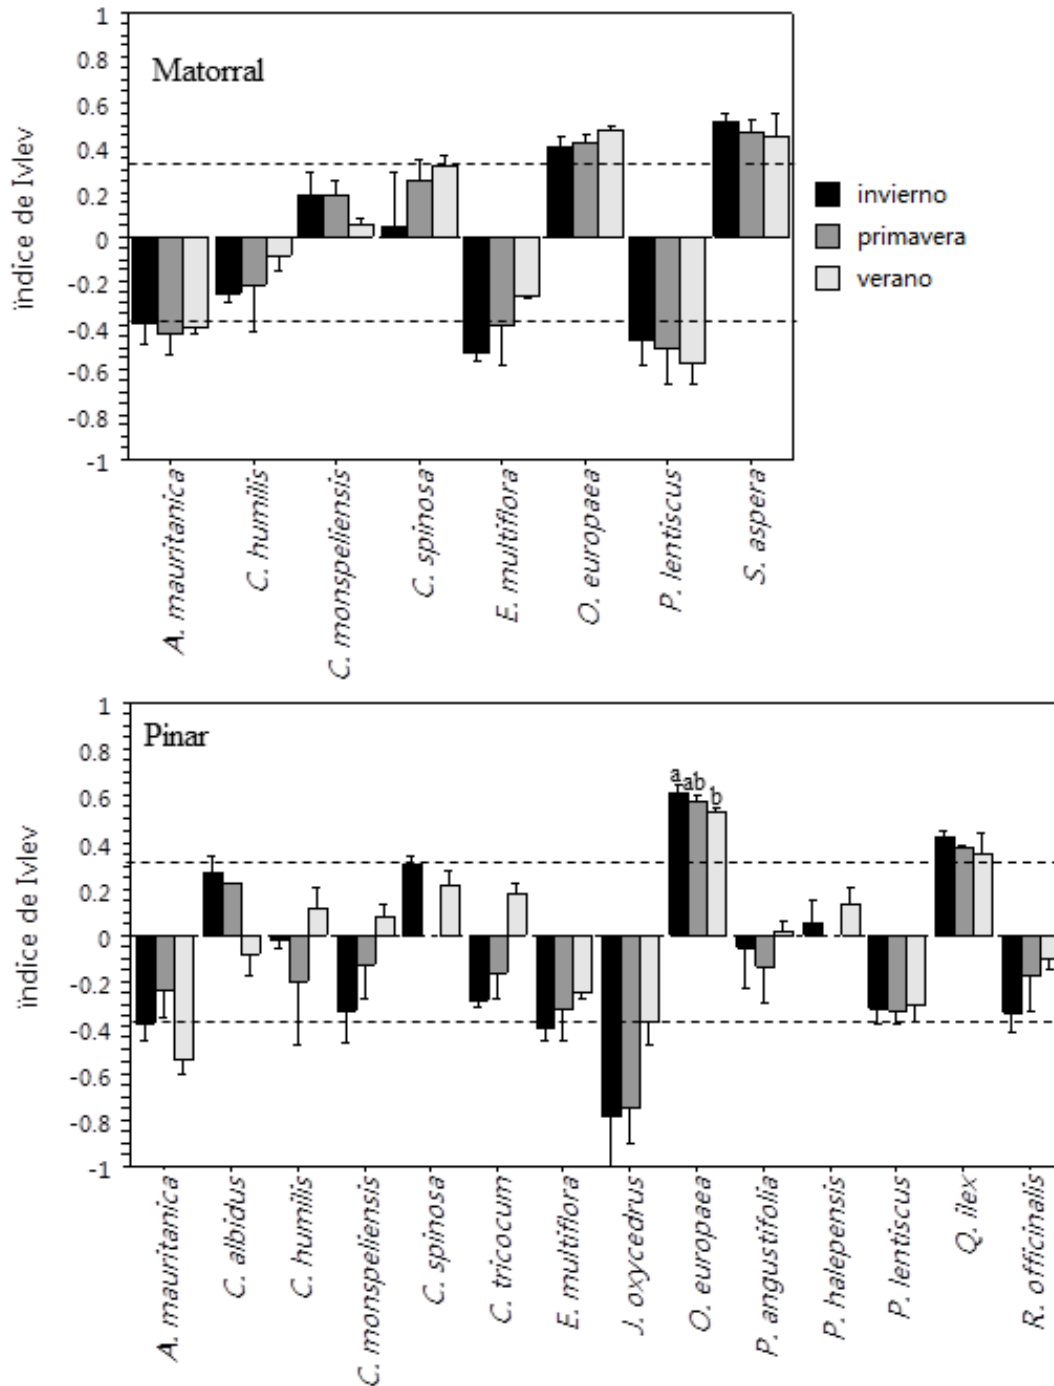 1
0.8
Matorral
0.6
0.4
0.2
0
-0.2
-0.4
-0.6
-0.8
-1
ïndice de Ivlev
invierno
primavera
verano
A. mauritanica
C. humilis
C. monspeliensis
C. spinosa
E. multiflora
O. europaea
P. lentiscus
S. aspera
1
Pinar
0.8
0.6
0.4
0.2
0
-0.2
-0.4
-0.6
-0.8
-1
ïndice de Ivlev
a
ab
b
A. mauritanica
C. albidus
C. humilis
C. monspeliensis
C. spinosa
C. tricocum
E. multiflora
J. oxycedrus
O. europaea
P. angustifolia
P. halepensis
P. lentiscus
Q. ilex
R. officinalis